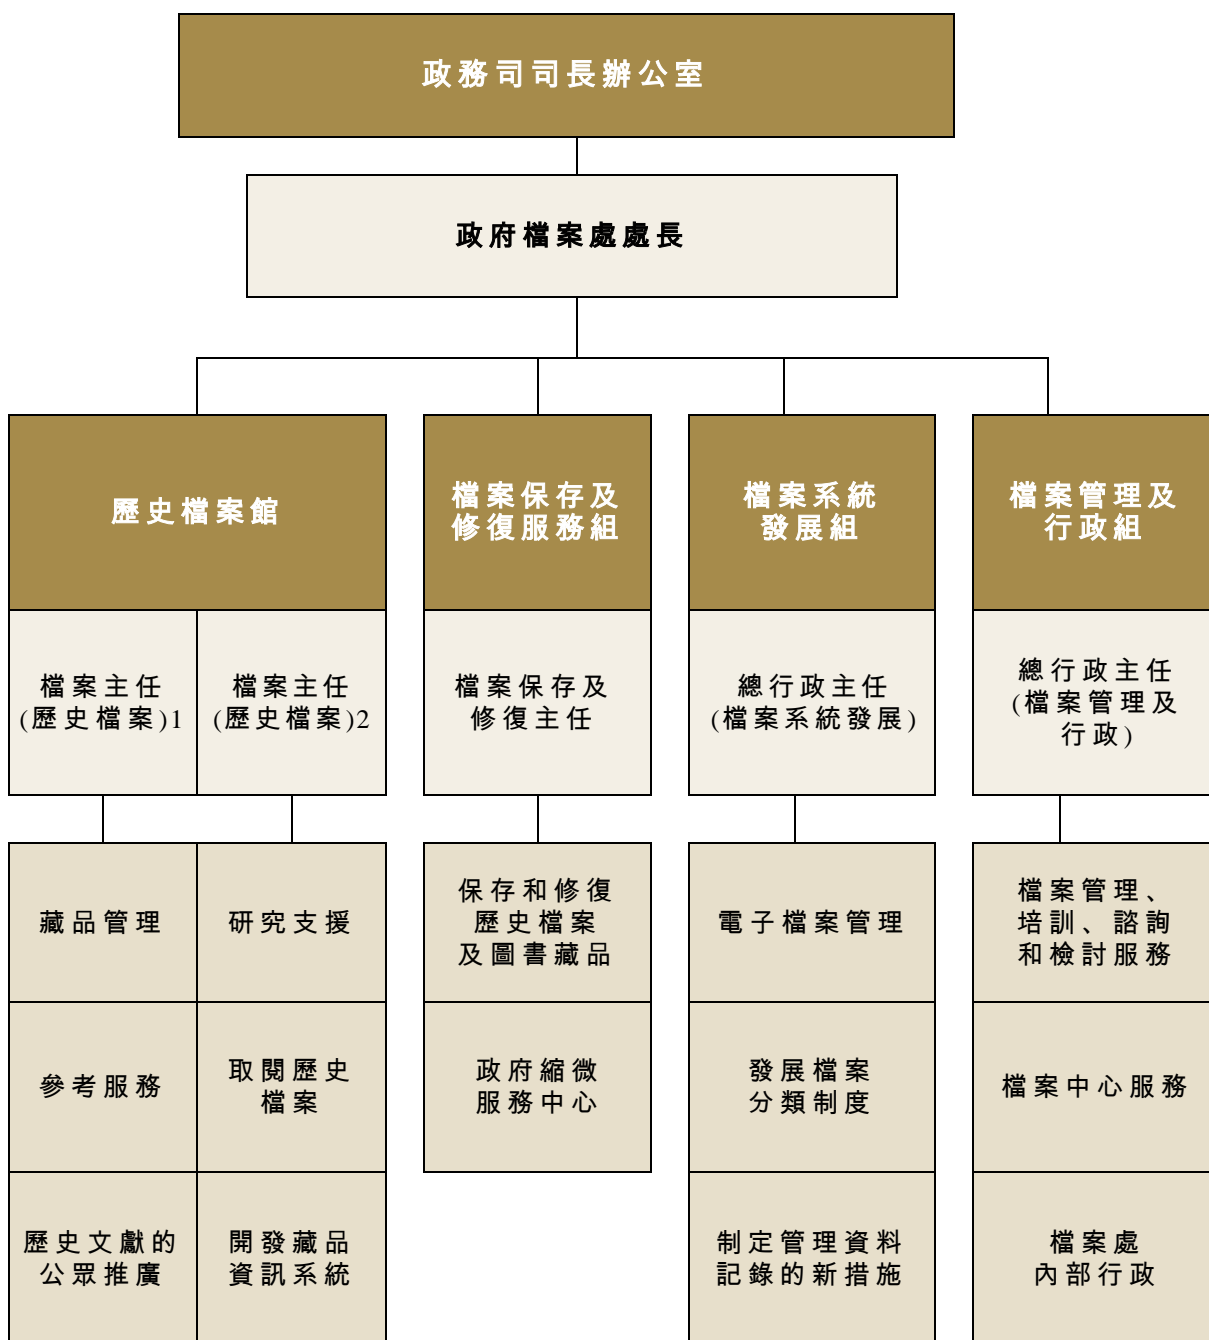 政務司司長辦公室
政府檔案處處長
歷史檔案館
檔案保存及
修復服務組
檔案系統
發展組
檔案管理及
行政組
檔案主任
(歷史檔案)1
檔案主任
(歷史檔案)2
檔案保存及
修復主任
總行政主任
(檔案系統發展)
總行政主任
(檔案管理及
行政)
藏品管理
研究支援
保存和修復
歷史檔案
及圖書藏品
電子檔案管理
檔案管理、
培訓、諮詢
和檢討服務
參考服務
取閱歷史
檔案
政府縮微
服務中心
發展檔案
分類制度
檔案中心服務
歷史文獻的
公眾推廣
開發藏品
資訊系統
制定管理資料
記錄的新措施
檔案處
內部行政